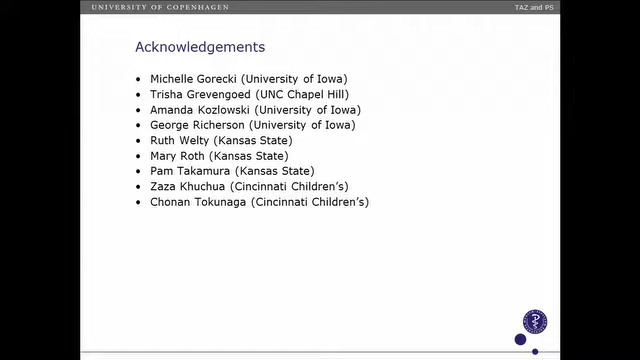 UNIVERSITY OF COPENHAGEN
TAZ and PS
Acknowledgements
• Michelle Gorecki (University of Iowa)
• Trisha Grevengoed (UNC Chapel Hill)
• Amanda Kozlowski (University of Iowa)
• George Richerson (University of Iowa)
• Ruth Welty (Kansas State)
• Mary Roth (Kansas State)
• Pam Takamura (Kansas State)
• Zaza Khuchua (Cincinnati Children's)
• Chonan Tokunaga (Cincinnati Children's)